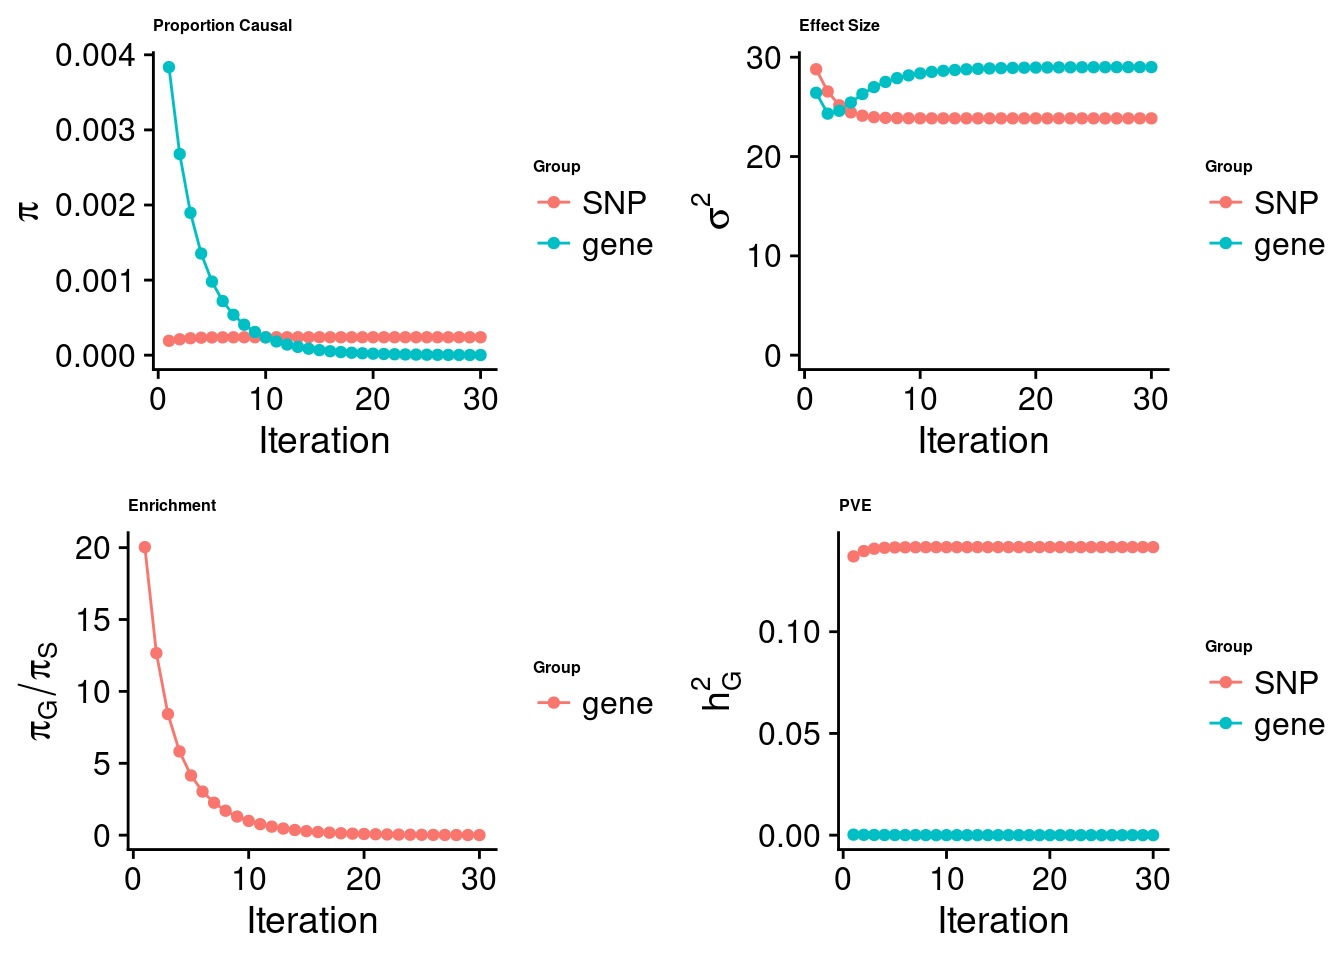 Proportion Causal
0.004
0.003
0.002
0.001
0.000
π
0 10 20 30
Iteration
Group
SNP
gene
Effect Size
30
20
10
0
σ²
0 10 20 30
Iteration
Group
SNP
gene
Enrichment
20
15
10
5
0
π_G/π_S
0 10 20 30
Iteration
Group
gene
PVE
0.10
0.05
0.00
h²_G
0 10 20 30
Iteration
Group
SNP
gene